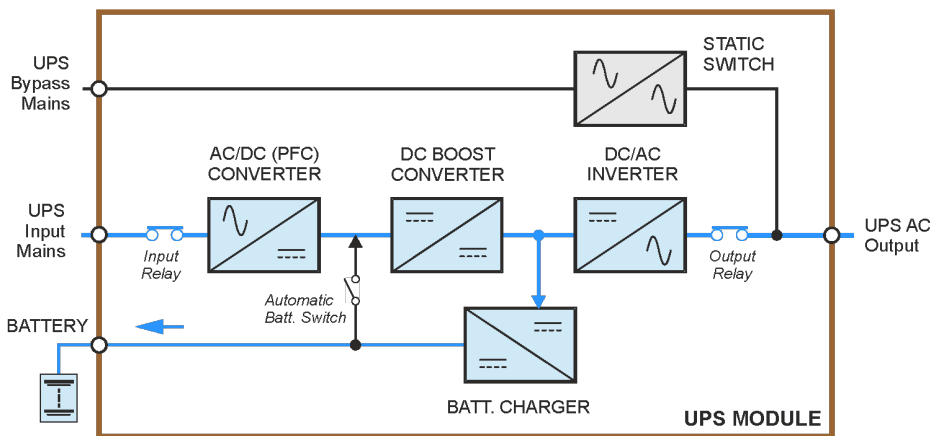 UPS
Bypass
Mains
STATIC
SWITCH
AC/DC (PFC)
CONVERTER
DC BOOST
CONVERTER
DC/AC
INVERTER
UPS
Input
Mains
Input
Relay
Output
Relay
UPS AC
Output
Automatic
Batt. Switch
BATTERY
BATT. CHARGER
UPS MODULE